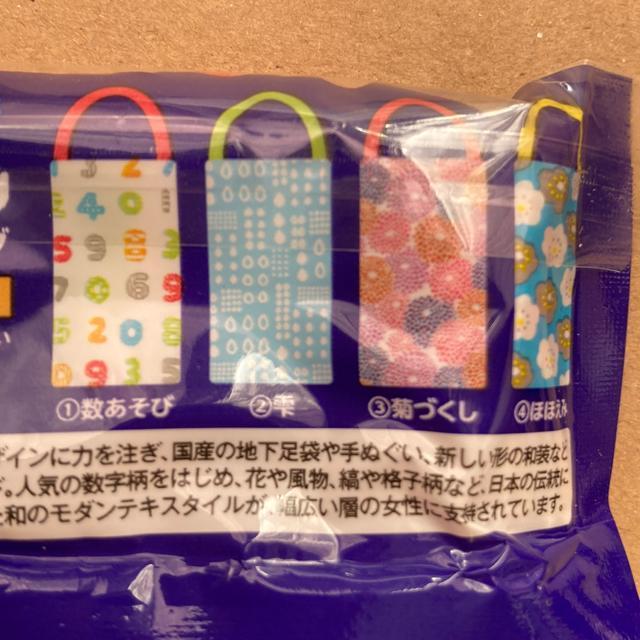 ①数あそび ②雫 ③菊づくし ④ほほえみ
ザインに力を注ぎ、国産の地下足袋や手ぬぐい、新しい形の和装など
。人気の数字柄をはじめ、花や風物、縞や格子柄など、日本の伝統に
和のモダンテキスタイルが、幅広い層の女性に支持されています。